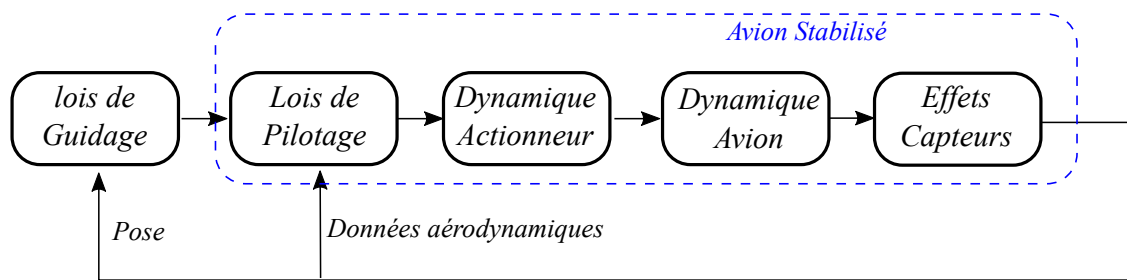 Avion Stabilisé
lois de
Guidage
Lois de
Pilotage
Dynamique
Actionneur
Dynamique
Avion
Effets
Capteurs
Pose
Données aérodynamiques